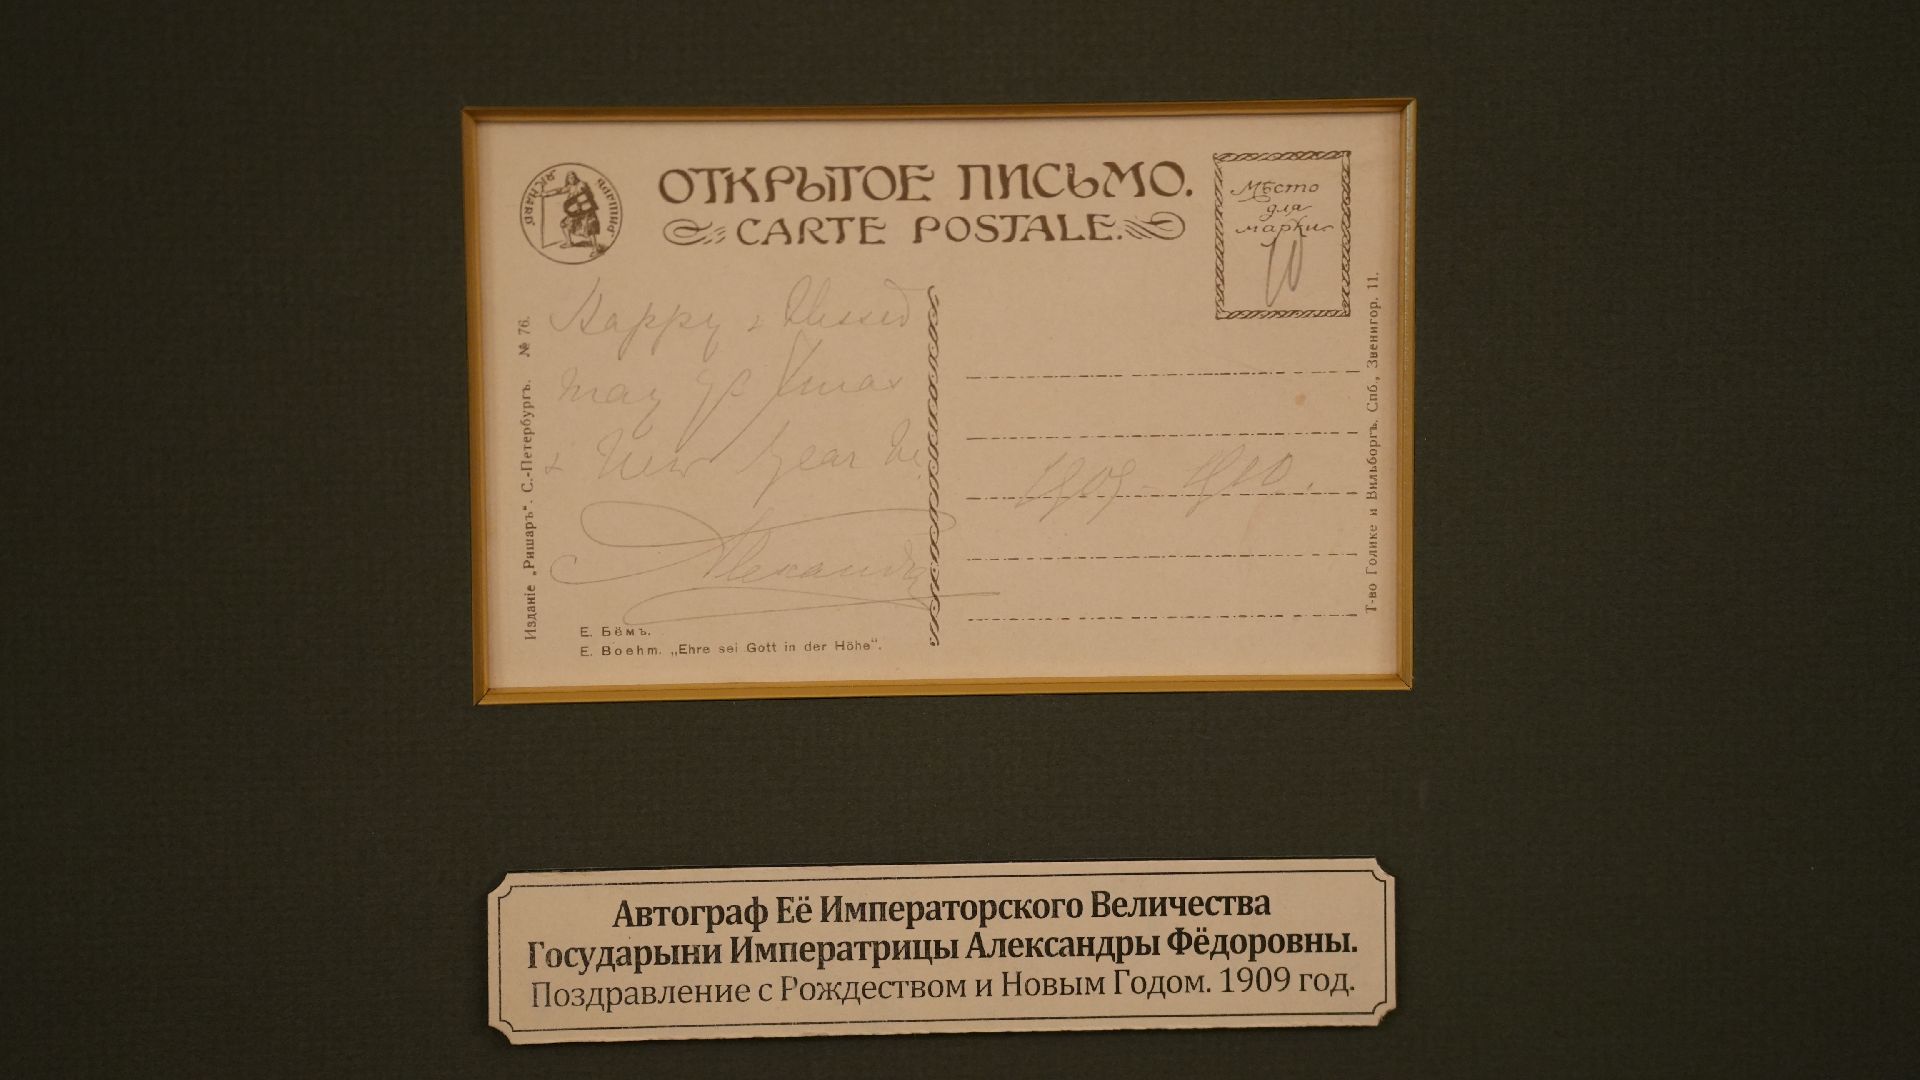 ОТКРЫТОЕ ПИСЬМО.
CARTE POSTALE.
Мѣсто
для
марки
10
Happy & blessed
may yr Xmas
& New Year be
1909-1910.
Alexandra
Е. Бёмъ.
E. Boehm. „Ehre sei Gott in der Höhe“.
Изданіе „Ришаръ“. С.-Петербургъ. № 76.
Т-во Голике и Вильборгъ, Спб., Звенигор. 11.
Автограф Её Императорского Величества
Государыни Императрицы Александры Фёдоровны.
Поздравление с Рождеством и Новым Годом. 1909 год.